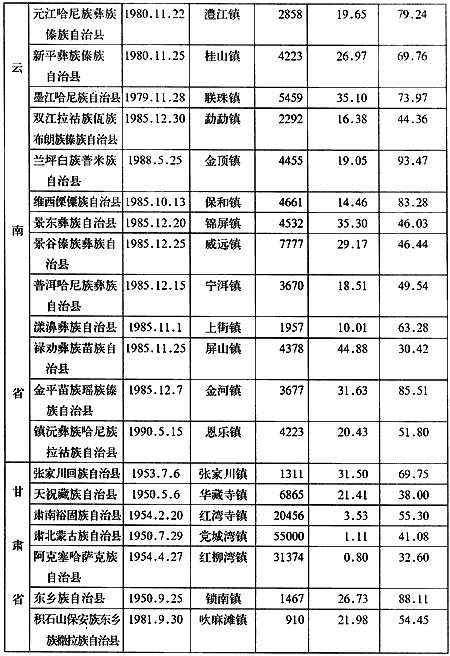 云南省
元江哈尼族彝族傣族自治县 1980.11.22 澧江镇 2858 19.65 79.24
新平彝族傣族自治县 1980.11.25 桂山镇 4223 26.97 69.76
墨江哈尼族自治县 1979.11.28 联珠镇 5459 35.10 73.97
双江拉祜族佤族布朗族傣族自治县 1985.12.30 勐勐镇 2292 16.38 44.36
兰坪白族普米族自治县 1988.5.25 金顶镇 4455 19.05 93.47
维西傈僳族自治县 1985.10.13 保和镇 4661 14.46 83.28
景东彝族自治县 1985.12.20 锦屏镇 4532 35.30 46.03
景谷傣族彝族自治县 1985.12.25 威远镇 7777 29.17 46.44
普洱哈尼族彝族自治县 1985.12.15 宁洱镇 3670 18.51 49.54
漾濞彝族自治县 1985.11.1 上街镇 1957 10.01 63.28
禄劝彝族苗族自治县 1985.11.25 屏山镇 4378 44.88 30.42
金平苗族瑶族傣族自治县 1985.12.7 金河镇 3677 31.63 85.51
镇沅彝族哈尼族拉祜族自治县 1990.5.15 恩乐镇 4223 20.43 51.80
甘肃省
张家川回族自治县 1953.7.6 张家川镇 1311 31.50 69.75
天祝藏族自治县 1950.5.6 华藏寺镇 6865 21.41 38.00
肃南裕固族自治县 1954.2.20 红湾寺镇 20456 3.53 55.30
肃北蒙古族自治县 1950.7.29 党城湾镇 55000 1.11 41.08
阿克塞哈萨克族自治县 1954.4.27 红柳湾镇 31374 0.80 32.60
东乡族自治县 1950.9.25 锁南镇 1467 26.73 88.11
积石山保安族东乡族撒拉族自治县 1981.9.30 吹麻滩镇 910 21.98 54.45